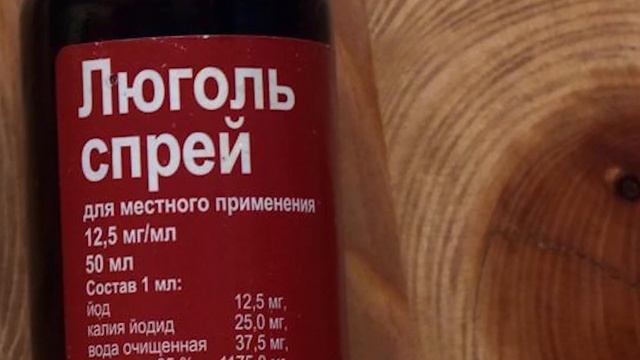 Люголь
спрей
для местного применения
12,5 мг/мл
50 мл
Состав 1 мл:
йод 12,5 мг,
калия йодид 25,0 мг,
вода очищенная 37,5 мг,